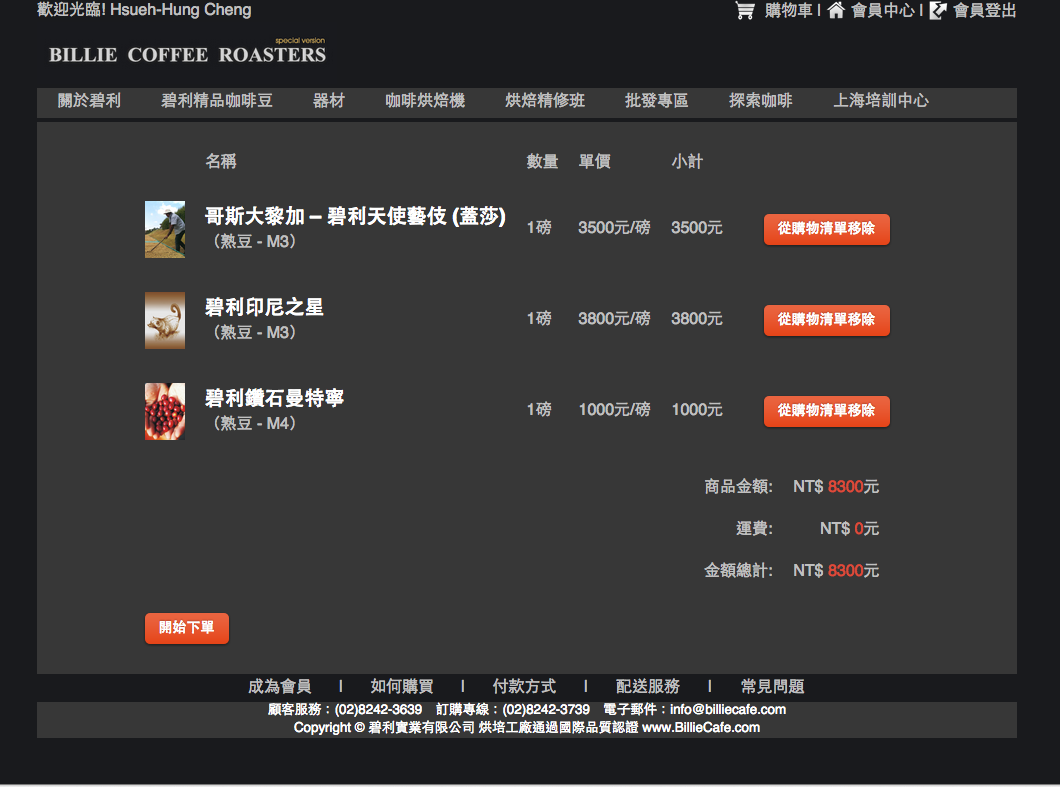 歡迎光臨! Hsueh-Hung Cheng 購物車 | 會員中心 | 會員登出
special version
BILLIE COFFEE ROASTERS
關於碧利 碧利精品咖啡豆 器材 咖啡烘焙機 烘焙精修班 批發專區 探索咖啡 上海培訓中心
名稱 數量 單價 小計
哥斯大黎加 – 碧利天使藝伎 (蓋莎)
（熟豆 - M3） 1磅 3500元/磅 3500元 從購物清單移除
碧利印尼之星
（熟豆 - M3） 1磅 3800元/磅 3800元 從購物清單移除
碧利鑽石曼特寧
（熟豆 - M4） 1磅 1000元/磅 1000元 從購物清單移除
商品金額: NT$ 8300元
運費: NT$ 0元
金額總計: NT$ 8300元
開始下單
成為會員 | 如何購買 | 付款方式 | 配送服務 | 常見問題
顧客服務：(02)8242-3639 訂購專線：(02)8242-3739 電子郵件：info@billiecafe.com
Copyright © 碧利實業有限公司 烘培工廠通過國際品質認證 www.BillieCafe.com